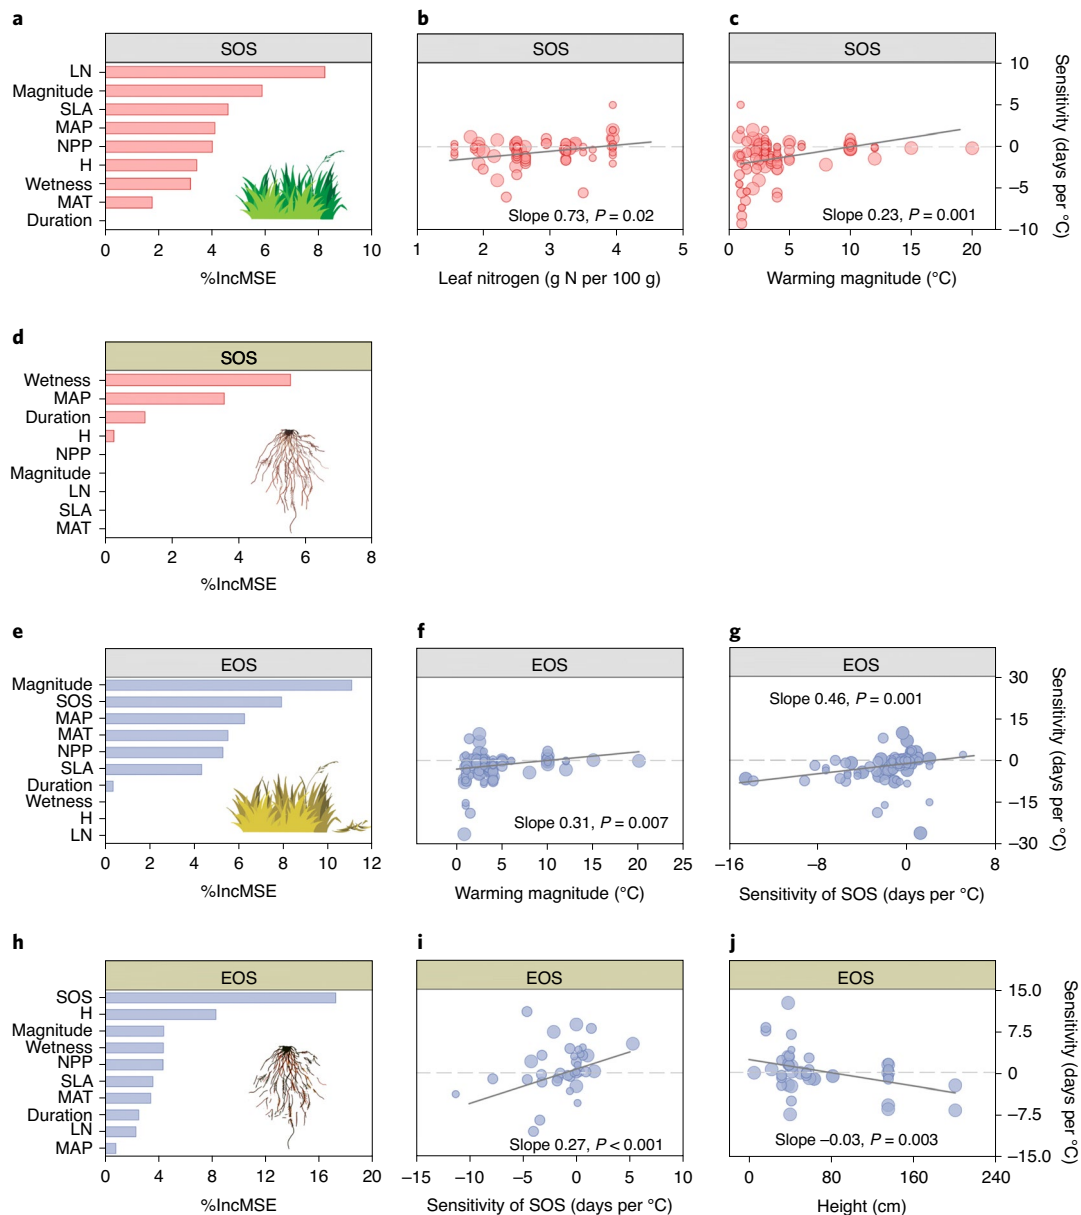 a
SOS
LN
Magnitude
SLA
MAP
NPP
H
Wetness
MAT
Duration
0 2 4 6 8 10
%IncMSE
b
SOS
Slope 0.73, P = 0.02
1 2 3 4 5
Leaf nitrogen (g N per 100 g)
c
SOS
10
5
0
−5
−10
Sensitivity (days per °C)
Slope 0.23, P = 0.001
0 5 10 15 20
Warming magnitude (°C)
d
SOS
Wetness
MAP
Duration
H
NPP
Magnitude
LN
SLA
MAT
0 2 4 6 8
%IncMSE
e
EOS
Magnitude
SOS
MAP
MAT
NPP
SLA
Duration
Wetness
H
LN
0 2 4 6 8 10 12
%IncMSE
f
EOS
Slope 0.31, P = 0.007
0 5 10 15 20 25
Warming magnitude (°C)
g
EOS
Slope 0.46, P = 0.001
30
15
0
−15
−30
Sensitivity (days per °C)
−16 −8 0 8
Sensitivity of SOS (days per °C)
h
EOS
SOS
H
Magnitude
Wetness
NPP
SLA
MAT
Duration
LN
MAP
0 4 8 12 16 20
%IncMSE
i
EOS
Slope 0.27, P < 0.001
−15 −10 −5 0 5 10
Sensitivity of SOS (days per °C)
j
EOS
15.0
7.5
0
−7.5
−15.0
Sensitivity (days per °C)
Slope −0.03, P = 0.003
0 80 160 240
Height (cm)